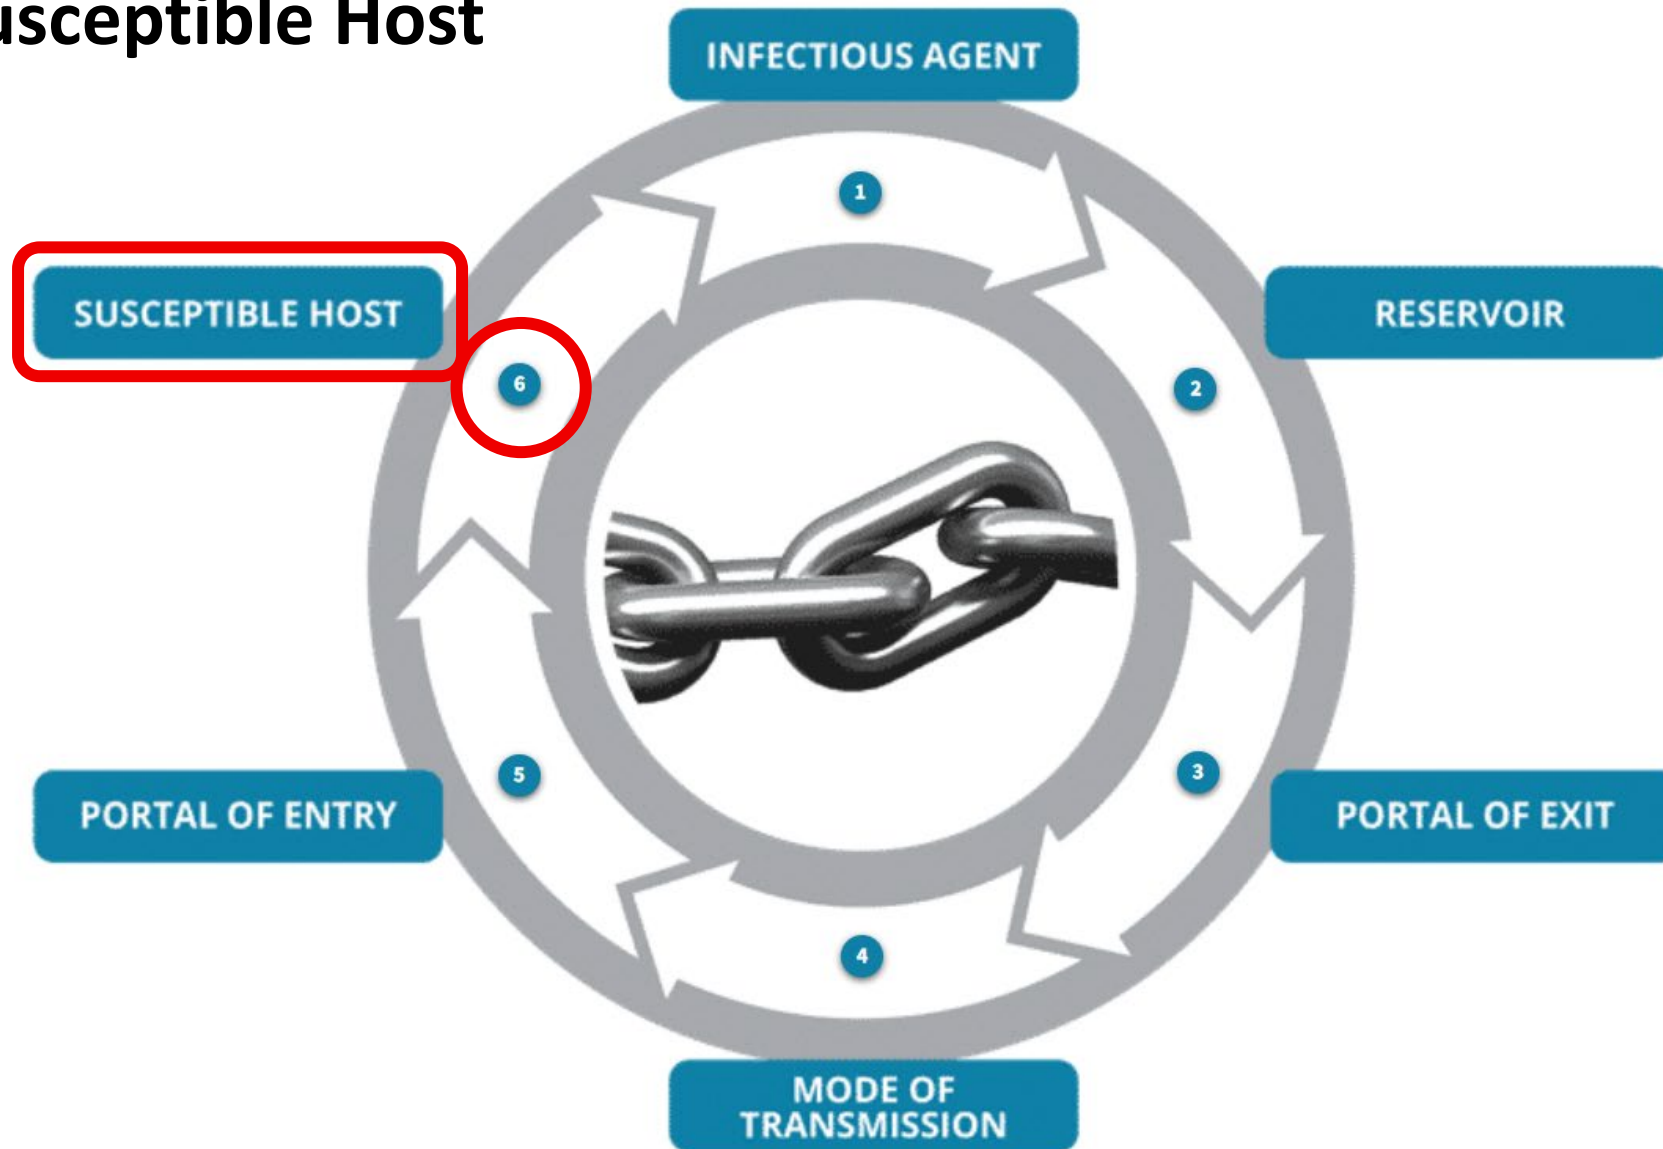 usceptible Host
INFECTIOUS AGENT
1
SUSCEPTIBLE HOST
RESERVOIR
6
2
5
3
PORTAL OF ENTRY
PORTAL OF EXIT
4
MODE OF
TRANSMISSION